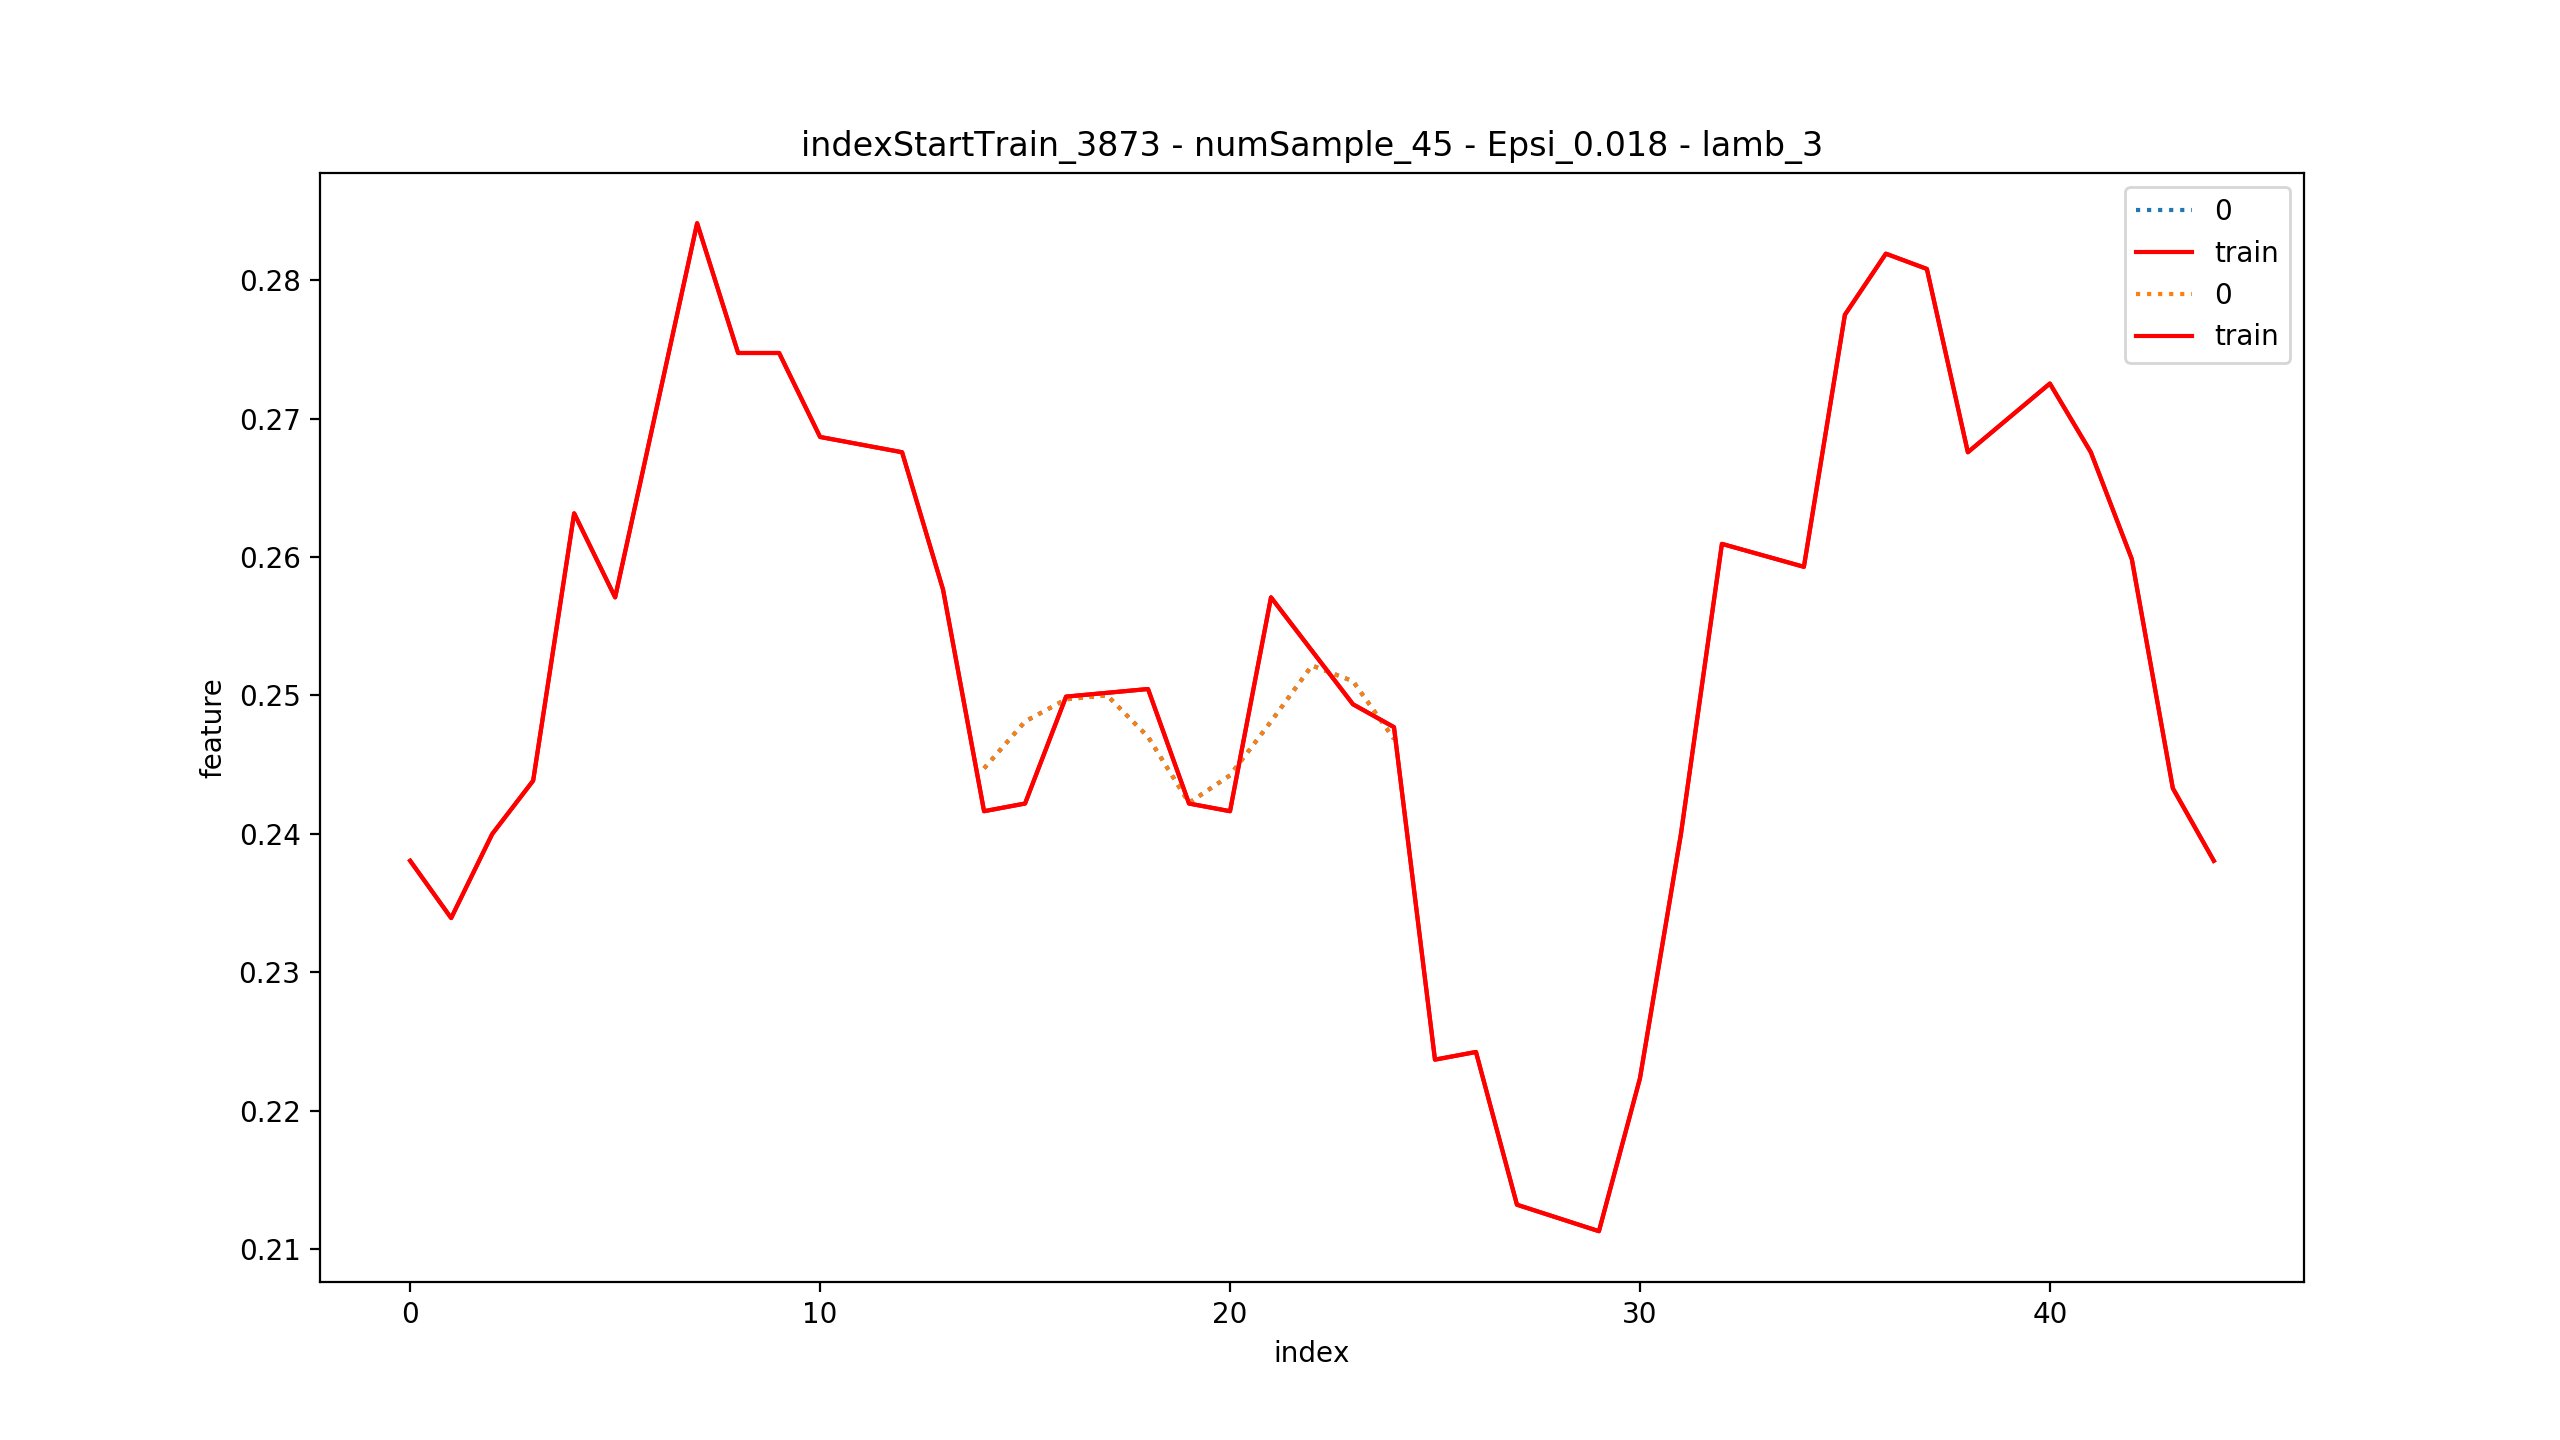 indexStartTrain_3873 - numSample_45 - Epsi_0.018 - lamb_3
0
train
0
train
0.28
0.27
0.26
0.25
0.24
0.23
0.22
0.21
feature
0 10 20 30 40
index